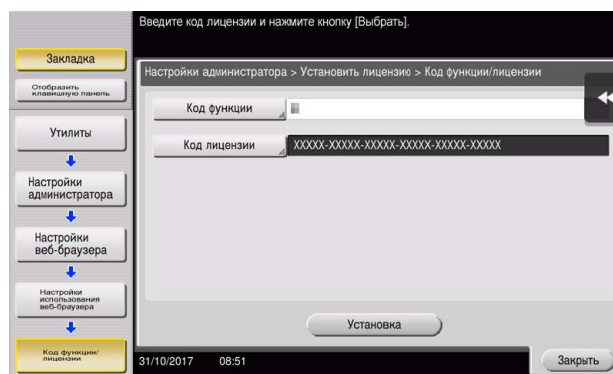 Введите код лицензии и нажмите кнопку [Выбрать].
Закладка
Отобразить
клавишную панель
Утилиты
Настройки
администратора
Настройки
веб-браузера
Настройки
использования
веб-браузера
Код функции/
лицензии
Настройки администратора > Установить лицензию > Код функции/лицензии
Код функции
Код лицензии XXXXX-XXXXX-XXXXX-XXXXX-XXXXX-XXXXX
Установка
31/10/2017 08:51
Закрыть